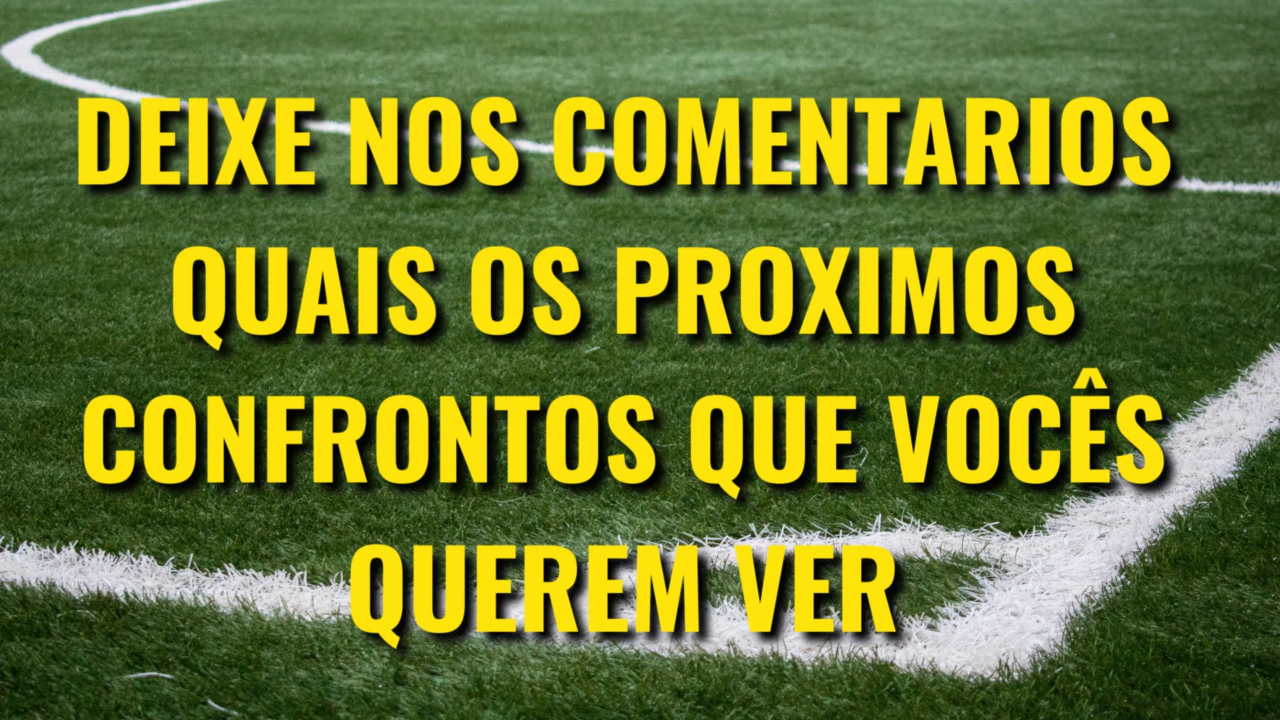 DEIXE NOS COMENTARIOS
QUAIS OS PROXIMOS
CONFRONTOS QUE VOCÊS
QUEREM VER